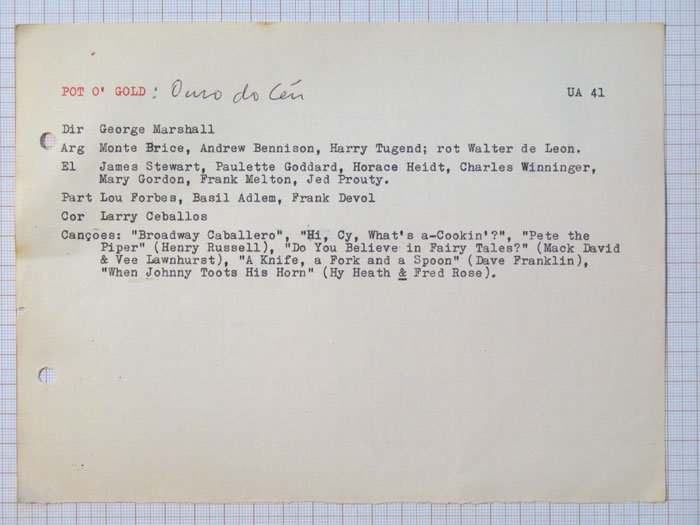 POT O' GOLD: Ouro do Céu UA 41
Dir George Marshall
Arg Monte Brice, Andrew Bennison, Harry Tugend; rot Walter de Leon.
El James Stewart, Paulette Goddard, Horace Heidt, Charles Winninger,
Mary Gordon, Frank Melton, Jed Prouty.
Part Lou Forbes, Basil Adlem, Frank Devol
Cor Larry Ceballos
Canções: "Broadway Caballero", "Hi, Cy, What's a-Cookin'?", "Pete the
Piper" (Henry Russell), "Do You Believe in Fairy Tales?" (Mack David
& Vee Lawnhurst), "A Knife, a Fork and a Spoon" (Dave Franklin),
"When Johnny Toots His Horn" (Hy Heath & Fred Rose).